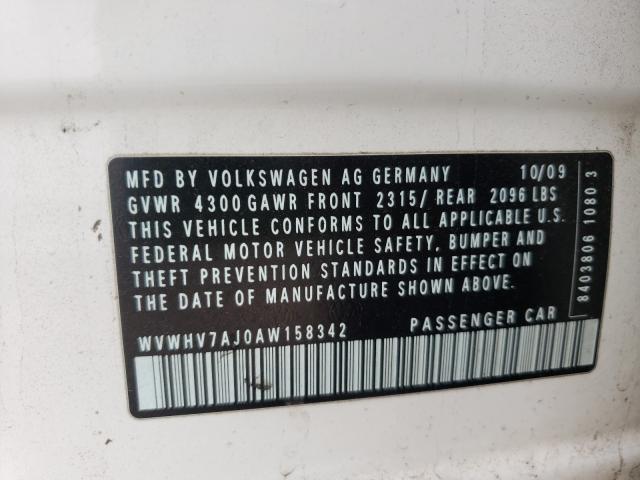 MFD BY VOLKSWAGEN AG GERMANY 10/09
GVWR 4300 GAWR FRONT 2315/ REAR 2096 LBS
THIS VEHICLE CONFORMS TO ALL APPLICABLE U.S.
FEDERAL MOTOR VEHICLE SAFETY, BUMPER AND
THEFT PREVENTION STANDARDS IN EFFECT ON
THE DATE OF MANUFACTURE SHOWN ABOVE.
WVWHV7AJ0AW158342 PASSENGER CAR
8403806 1080 3